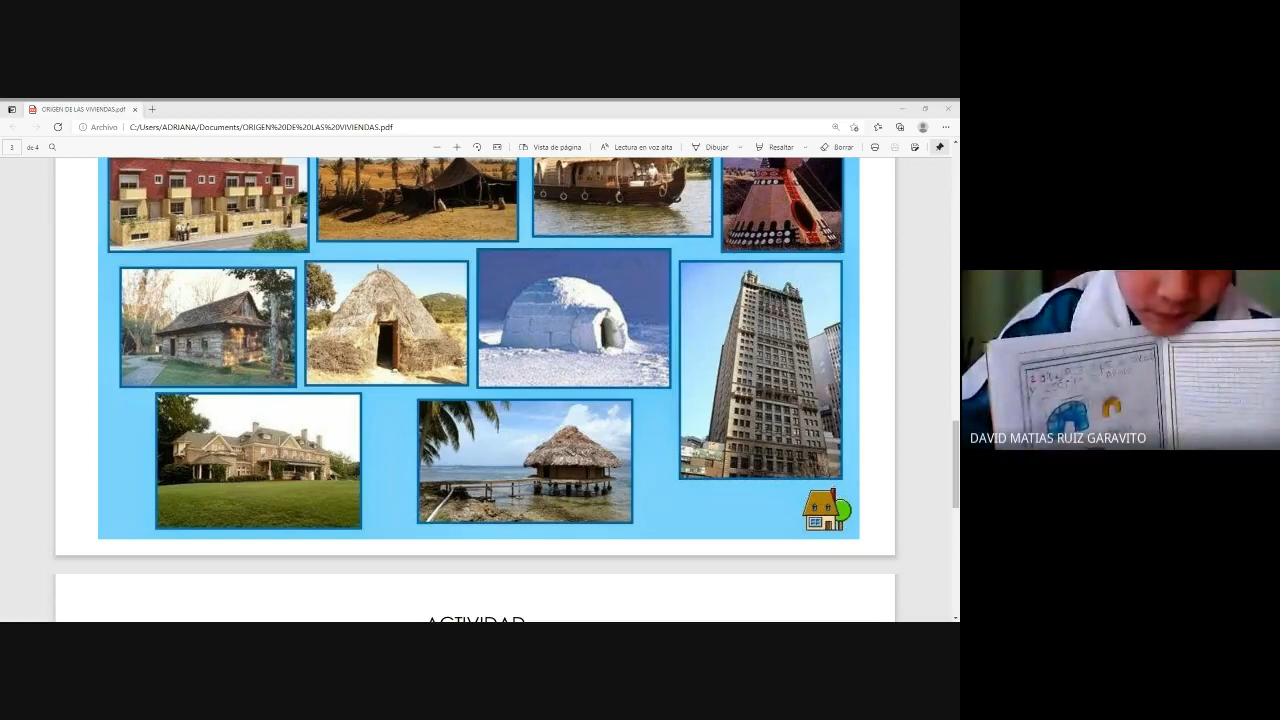 ORIGEN DE LAS VIVIENDAS.pdf
Archivo
C:/Users/ADRIANA/Documents/ORIGEN%20DE%20LAS%20VIVIENDAS.pdf
3 de 4
Vista de página
Lectura en voz alta
Dibujar
Resaltar
Borrar
ACTIVIDAD
DAVID MATIAS RUIZ GARAVITO